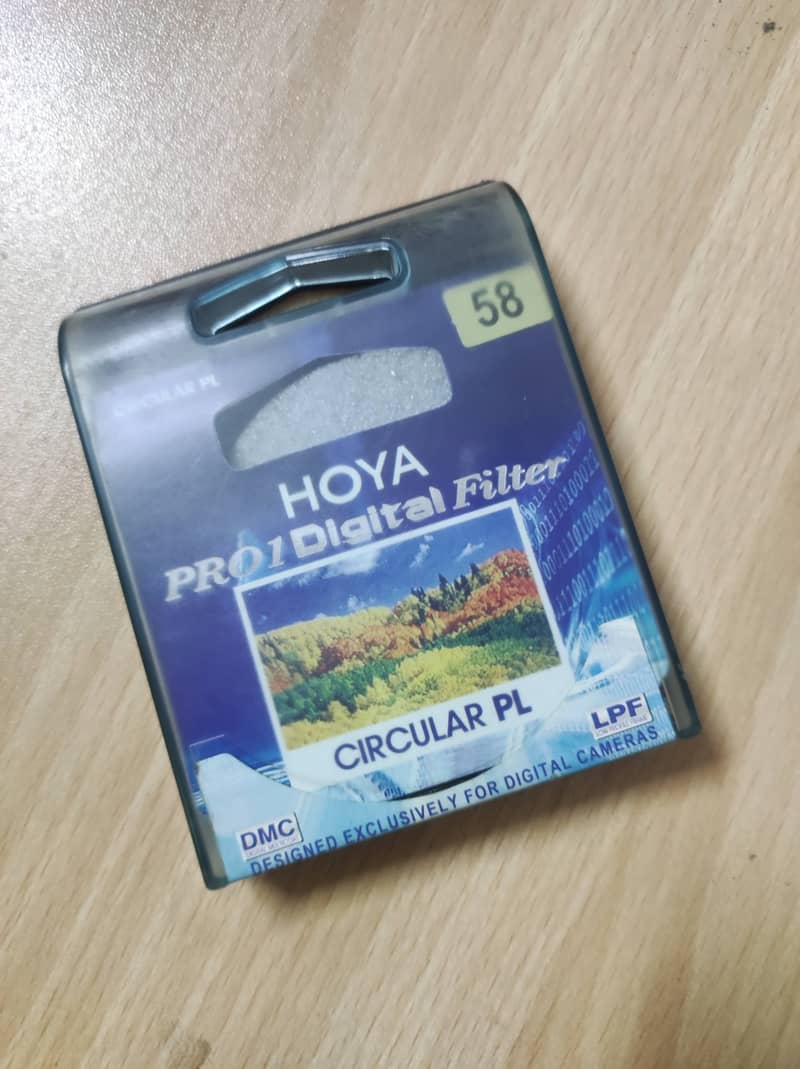 58
CIRCULAR PL
HOYA
PRO1 Digital Filter
CIRCULAR PL
LPF
DMC
DESIGNED EXCLUSIVELY FOR DIGITAL CAMERAS